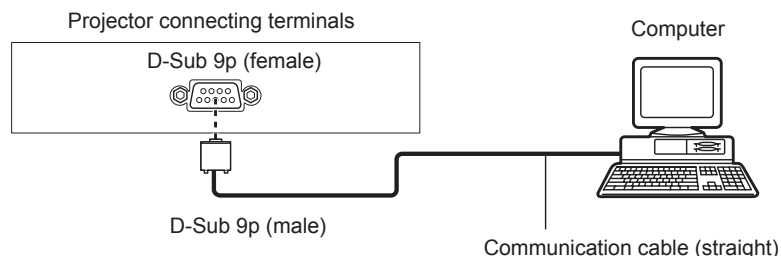 Projector connecting terminals
Computer
D-Sub 9p (female)
D-Sub 9p (male)
Communication cable (straight)